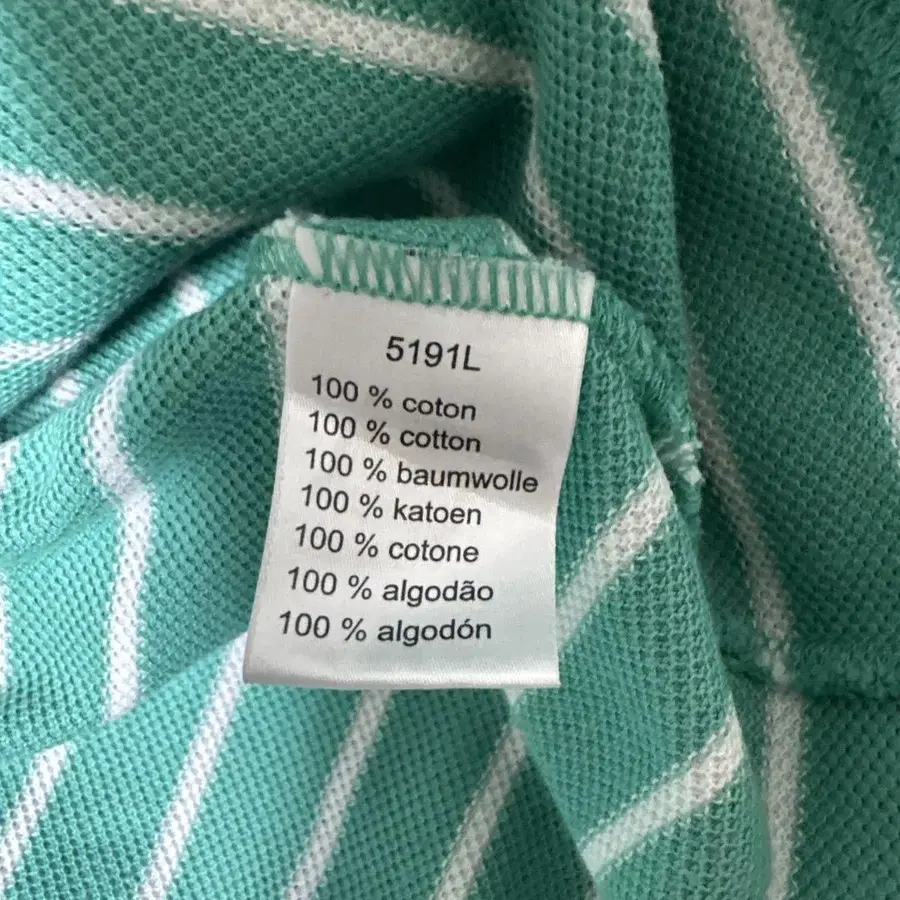 5191L
100 % coton
100 % cotton
100 % baumwolle
100 % katoen
100 % cotone
100 % algodão
100 % algodón